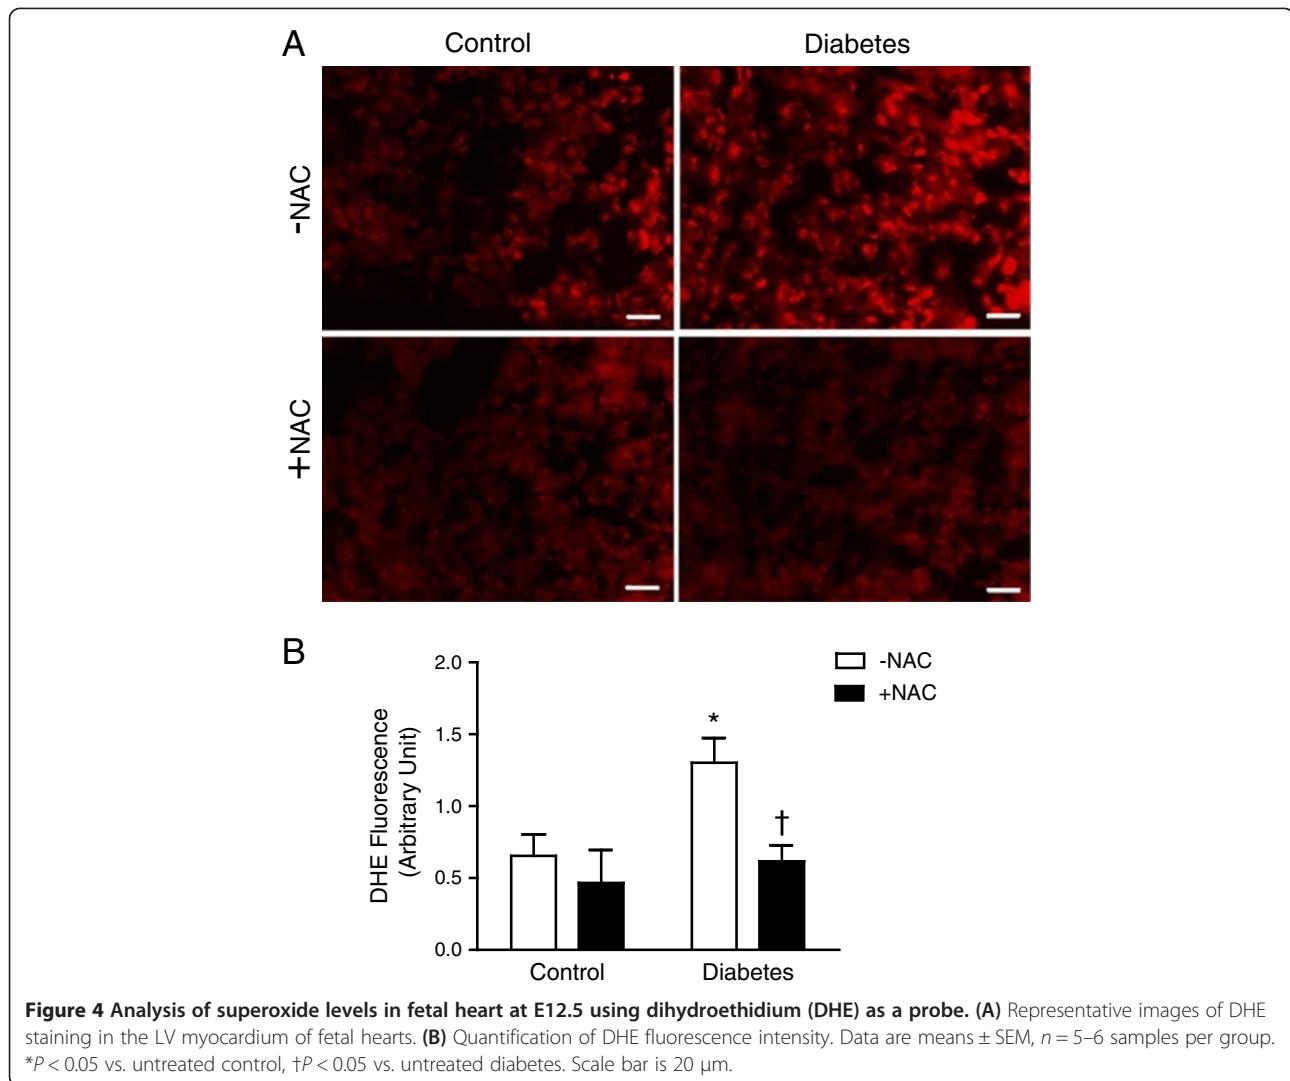 A
Control
Diabetes
-NAC
+NAC
B
-NAC
+NAC
DHE Fluorescence
(Arbitrary Unit)
2.0
1.5
1.0
0.5
0.0
*
†
Control
Diabetes
Figure 4 Analysis of superoxide levels in fetal heart at E12.5 using dihydroethidium (DHE) as a probe. (A) Representative images of DHE
staining in the LV myocardium of fetal hearts. (B) Quantification of DHE fluorescence intensity. Data are means ± SEM, n = 5–6 samples per group.
*P < 0.05 vs. untreated control, †P < 0.05 vs. untreated diabetes. Scale bar is 20 μm.